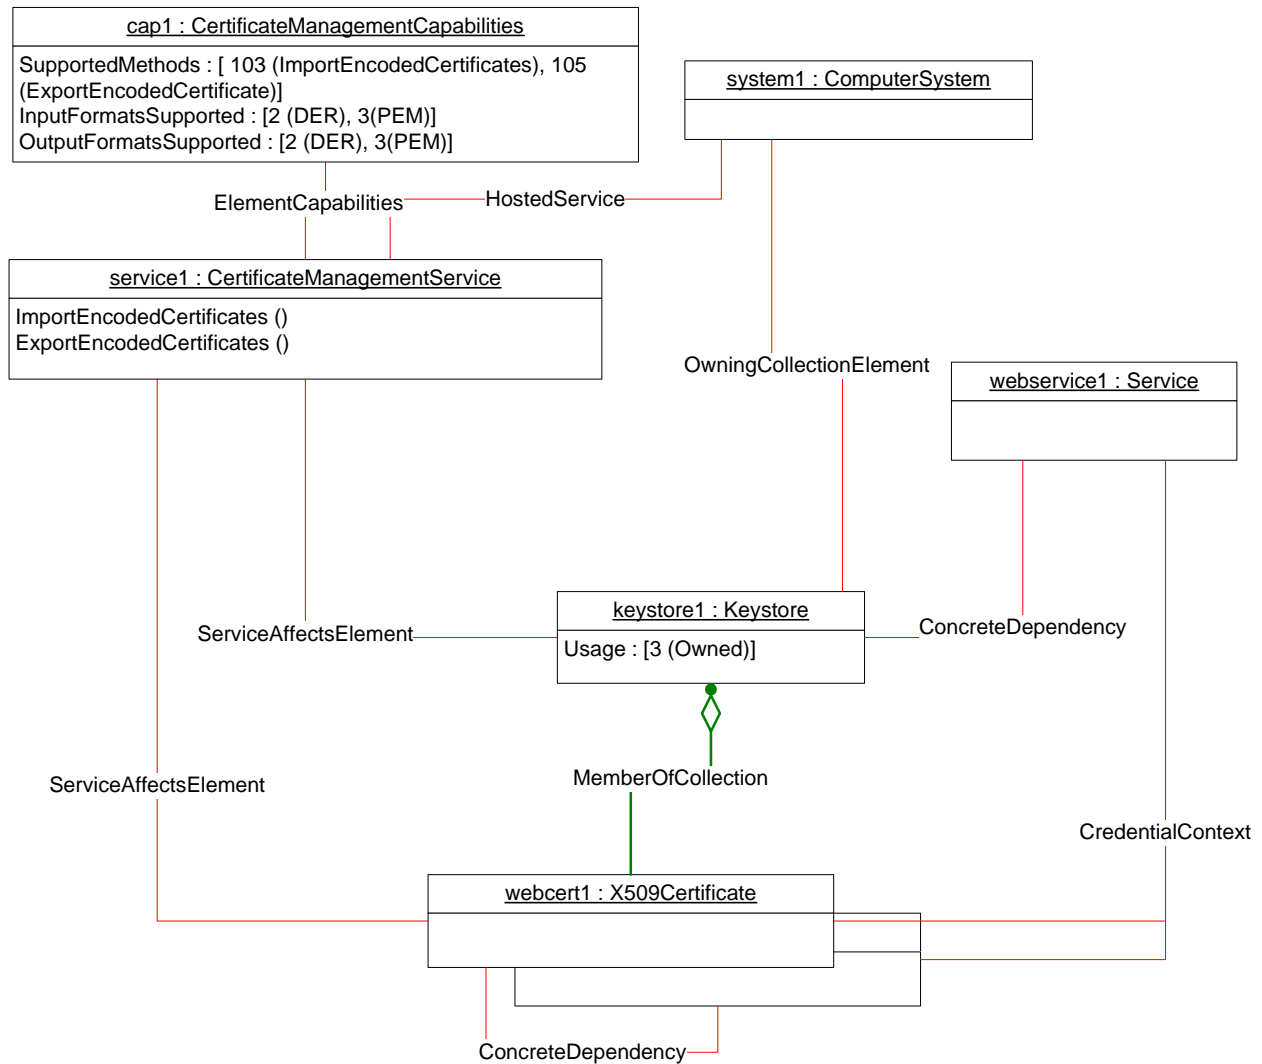 cap1 : CertificateManagementCapabilities
SupportedMethods : [ 103 (ImportEncodedCertificates), 105
(ExportEncodedCertificate)]
InputFormatsSupported : [2 (DER), 3(PEM)]
OutputFormatsSupported : [2 (DER), 3(PEM)]
system1 : ComputerSystem
ElementCapabilities
HostedService
service1 : CertificateManagementService
ImportEncodedCertificates ()
ExportEncodedCertificates ()
OwningCollectionElement
webservice1 : Service
keystore1 : Keystore
Usage : [3 (Owned)]
ServiceAffectsElement
ConcreteDependency
MemberOfCollection
ServiceAffectsElement
CredentialContext
webcert1 : X509Certificate
ConcreteDependency